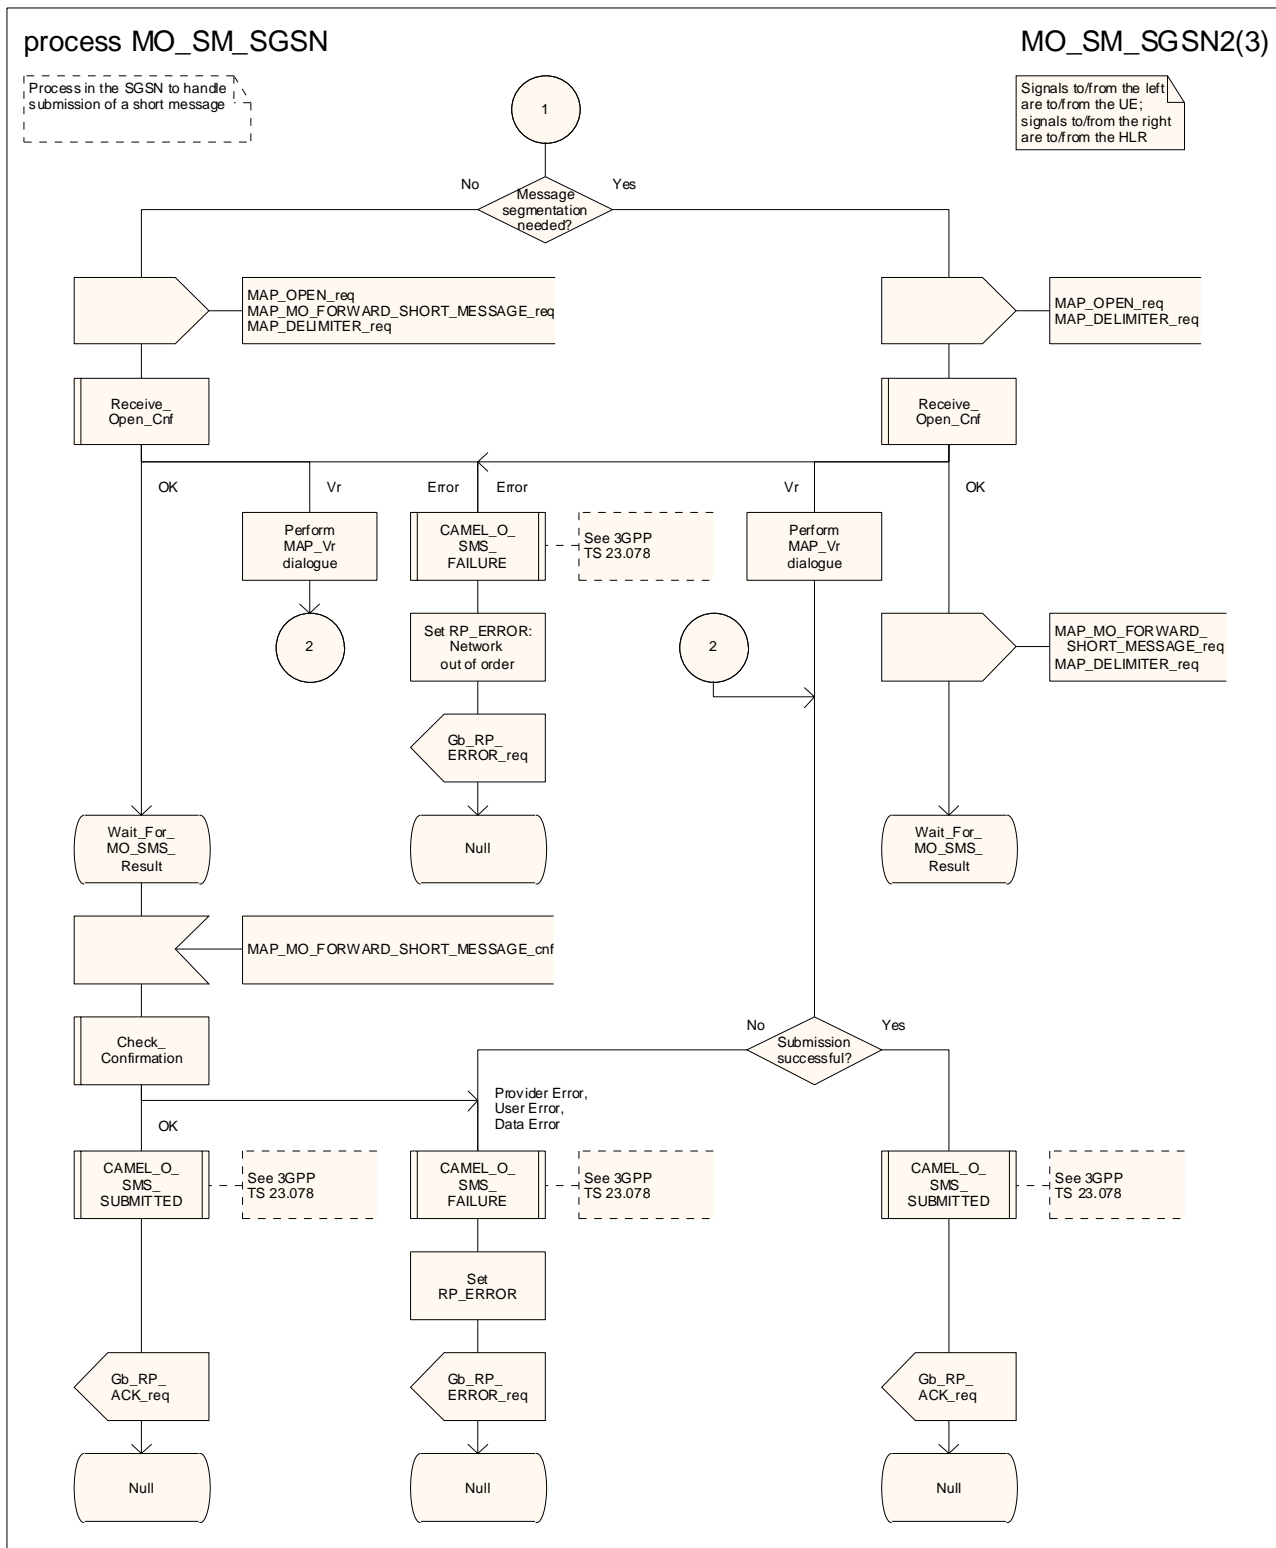 process MO_SM_SGSN
MO_SM_SGSN2(3)
Process in the SGSN to handle
submission of a short message
Signals to/from the left
are to/from the UE;
signals to/from the right
are to/from the HLR
1
No
Yes
Message
segmentation
needed?
MAP_OPEN_req
MAP_MO_FORWARD_SHORT_MESSAGE_req
MAP_DELIMITER_req
MAP_OPEN_req
MAP_DELIMITER_req
Receive_
Open_Cnf
Receive_
Open_Cnf
OK
Vr
Error
Error
Vr
OK
Perform
MAP_Vr
dialogue
CAMEL_O_
SMS_
FAILURE
See 3GPP
TS 23.078
Perform
MAP_Vr
dialogue
2
Set RP_ERROR:
Network
out of order
2
MAP_MO_FORWARD_
SHORT_MESSAGE_req
MAP_DELIMITER_req
Gb_RP_
ERROR_req
Wait_For_
MO_SMS_
Result
Null
Wait_For_
MO_SMS_
Result
MAP_MO_FORWARD_SHORT_MESSAGE_cnf
Check_
Confirmation
No
Yes
Submission
successful?
Provider Error,
User Error,
Data Error
OK
CAMEL_O_
SMS_
SUBMITTED
See 3GPP
TS 23.078
CAMEL_O_
SMS_
FAILURE
See 3GPP
TS 23.078
CAMEL_O_
SMS_
SUBMITTED
See 3GPP
TS 23.078
Set
RP_ERROR
Gb_RP_
ACK_req
Gb_RP_
ERROR_req
Gb_RP_
ACK_req
Null
Null
Null